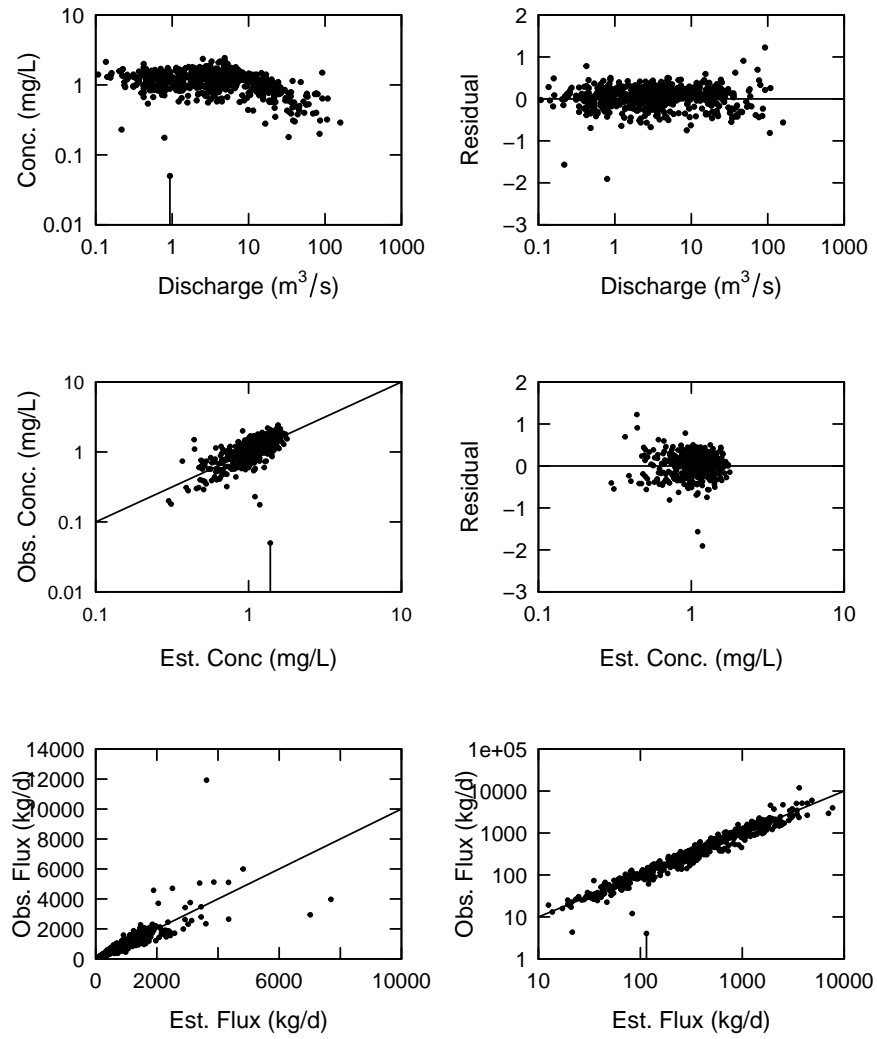 10
1
0.1
0.01
0.1 1 10 100 1000
Conc. (mg/L)
Discharge (m³/s)
2
1
0
−1
−2
−3
0.1 1 10 100 1000
Residual
Discharge (m³/s)
10
1
0.1
0.01
0.1 1 10
Obs. Conc. (mg/L)
Est. Conc (mg/L)
2
1
0
−1
−2
−3
0.1 1 10
Residual
Est. Conc. (mg/L)
14000
12000
10000
8000
6000
4000
2000
0
0 2000 6000 10000
Obs. Flux (kg/d)
Est. Flux (kg/d)
1e+05
10000
1000
100
10
1
10 100 1000 10000
Obs. Flux (kg/d)
Est. Flux (kg/d)